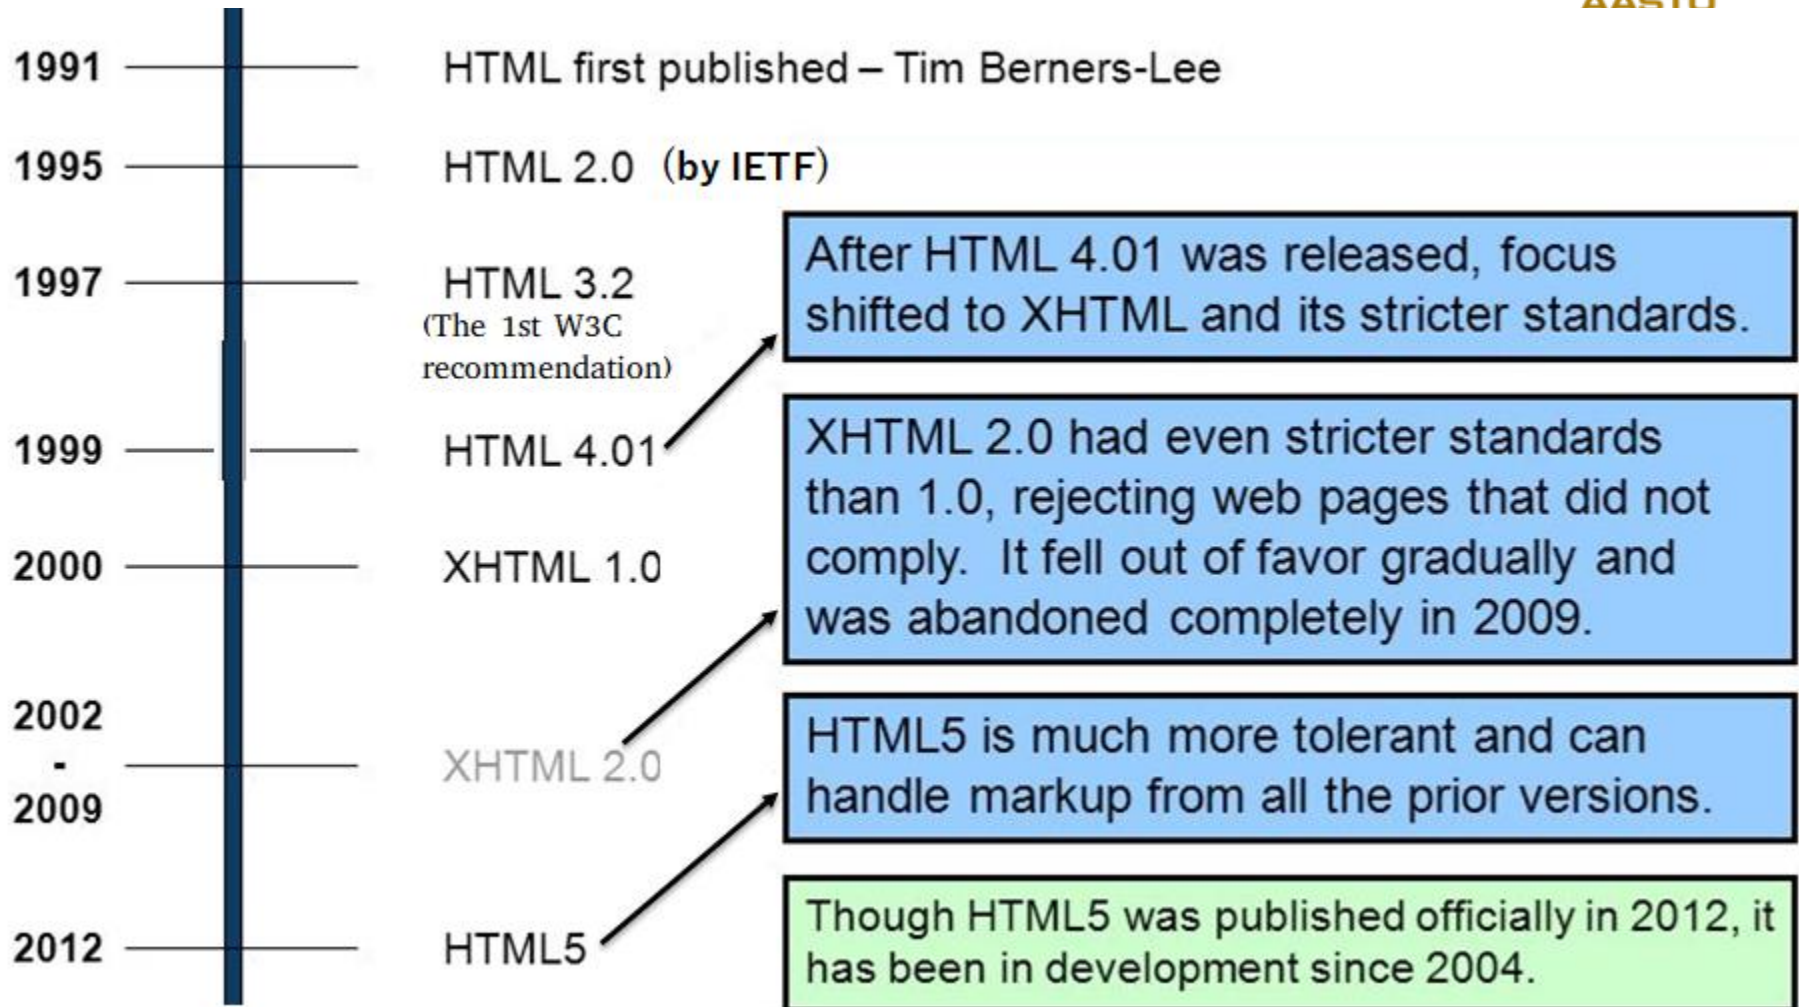 AASTU
1991 HTML first published – Tim Berners-Lee
1995 HTML 2.0 (by IETF)
1997 HTML 3.2
(The 1st W3C
recommendation)
After HTML 4.01 was released, focus
shifted to XHTML and its stricter standards.
1999 HTML 4.01
XHTML 2.0 had even stricter standards
than 1.0, rejecting web pages that did not
comply. It fell out of favor gradually and
was abandoned completely in 2009.
2000 XHTML 1.0
2002
-
2009
XHTML 2.0
HTML5 is much more tolerant and can
handle markup from all the prior versions.
2012 HTML5
Though HTML5 was published officially in 2012, it
has been in development since 2004.